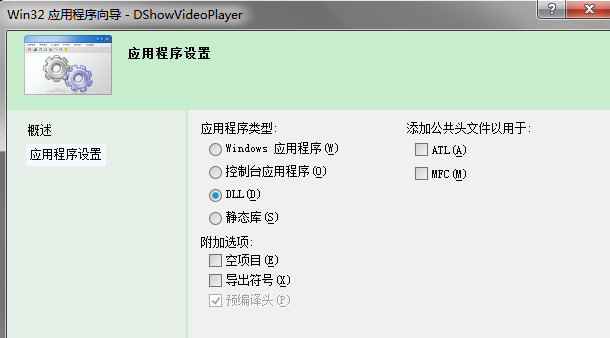 Win32 应用程序向导 - DShowVideoPlayer
应用程序设置
概述
应用程序设置
应用程序类型:
Windows 应用程序(W)
控制台应用程序(O)
DLL(D)
静态库(S)
附加选项:
空项目(E)
导出符号(X)
预编译头(P)
添加公共头文件以用于:
ATL(A)
MFC(M)